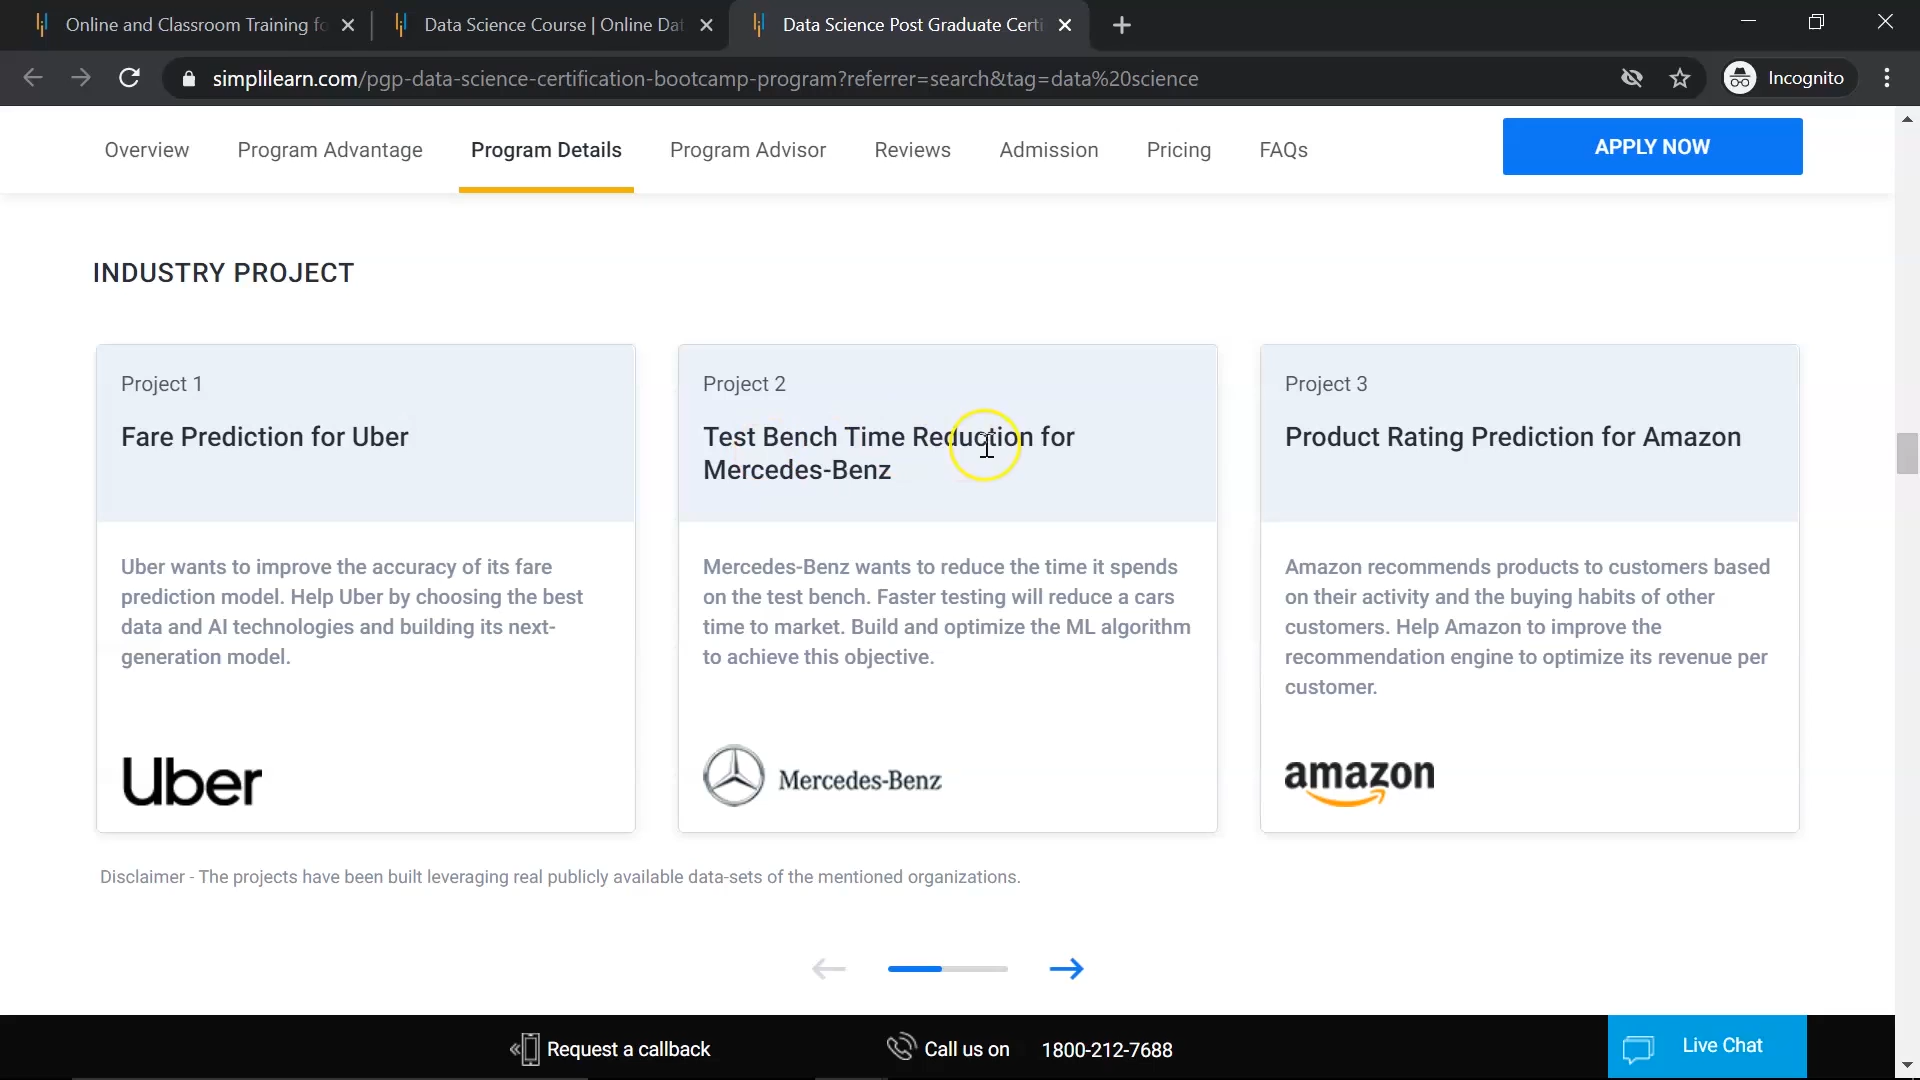 Online and Classroom Training fo
Data Science Course | Online Dat
Data Science Post Graduate Certi
simplilearn.com/pgp-data-science-certification-bootcamp-program?referrer=search&tag=data%20science
Incognito
Overview
Program Advantage
Program Details
Program Advisor
Reviews
Admission
Pricing
FAQs
APPLY NOW
INDUSTRY PROJECT
Project 1
Fare Prediction for Uber
Uber wants to improve the accuracy of its fare
prediction model. Help Uber by choosing the best
data and AI technologies and building its next-
generation model.
Uber
Project 2
Test Bench Time Reduction for
Mercedes-Benz
Mercedes-Benz wants to reduce the time it spends
on the test bench. Faster testing will reduce a cars
time to market. Build and optimize the ML algorithm
to achieve this objective.
Mercedes-Benz
Project 3
Product Rating Prediction for Amazon
Amazon recommends products to customers based
on their activity and the buying habits of other
customers. Help Amazon to improve the
recommendation engine to optimize its revenue per
customer.
amazon
Disclaimer - The projects have been built leveraging real publicly available data-sets of the mentioned organizations.
Request a callback
Call us on
1800-212-7688
Live Chat